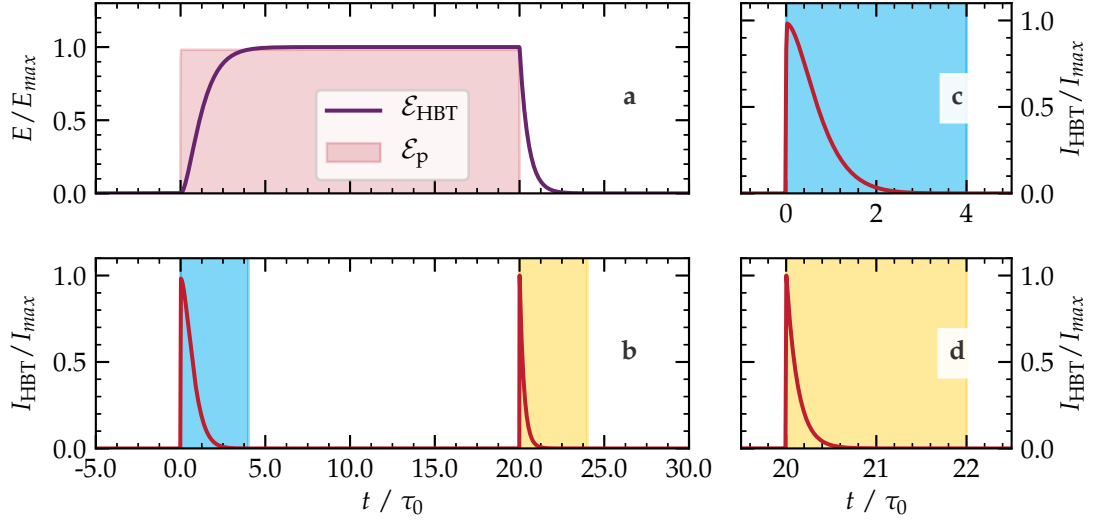 E / E_max
1.0
0.5
0.0
ℰ_HBT
ℰ_p
a
c
1.0
0.5
0.0
I_HBT / I_max
0 2 4
I_HBT / I_max
1.0
0.5
0.0
b
-5.0 0.0 5.0 10.0 15.0 20.0 25.0 30.0
t / τ_0
d
1.0
0.5
0.0
I_HBT / I_max
20 21 22
t / τ_0